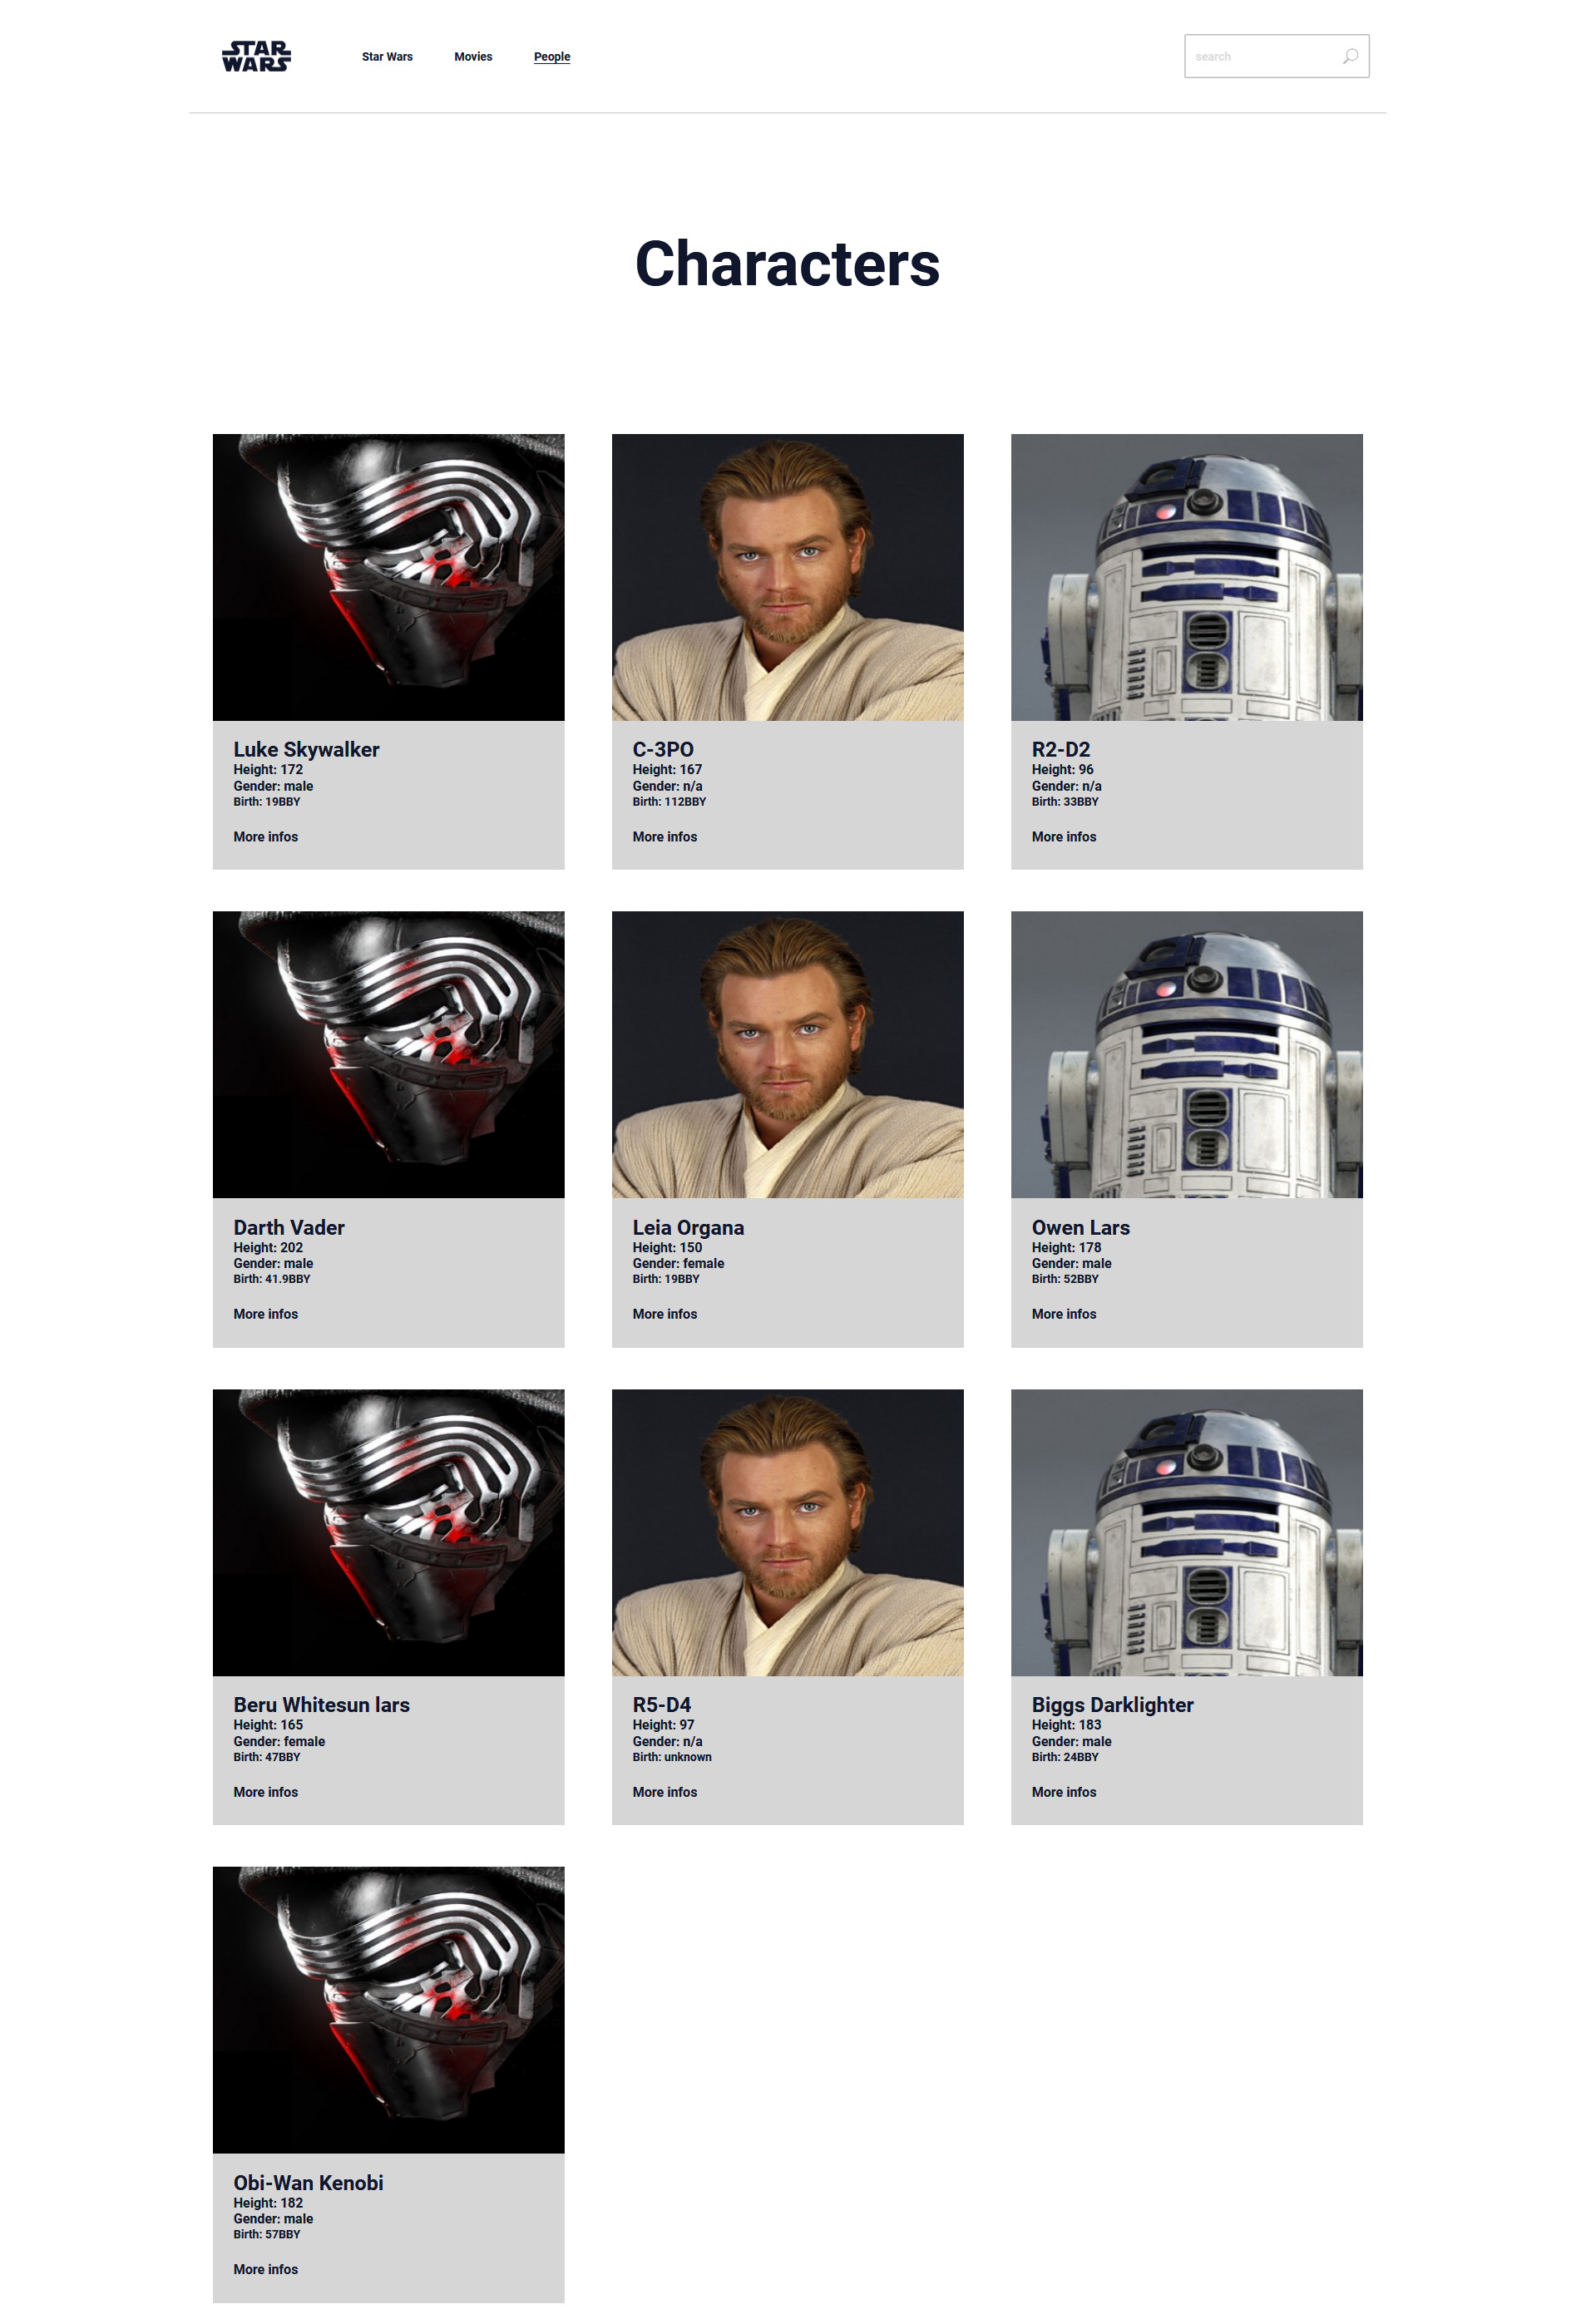 STAR
WARS
Star Wars
Movies
People
search
Characters
Luke Skywalker
Height: 172
Gender: male
Birth: 19BBY
More infos
C-3PO
Height: 167
Gender: n/a
Birth: 112BBY
More infos
R2-D2
Height: 96
Gender: n/a
Birth: 33BBY
More infos
Darth Vader
Height: 202
Gender: male
Birth: 41.9BBY
More infos
Leia Organa
Height: 150
Gender: female
Birth: 19BBY
More infos
Owen Lars
Height: 178
Gender: male
Birth: 52BBY
More infos
Beru Whitesun lars
Height: 165
Gender: female
Birth: 47BBY
More infos
R5-D4
Height: 97
Gender: n/a
Birth: unknown
More infos
Biggs Darklighter
Height: 183
Gender: male
Birth: 24BBY
More infos
Obi-Wan Kenobi
Height: 182
Gender: male
Birth: 57BBY
More infos